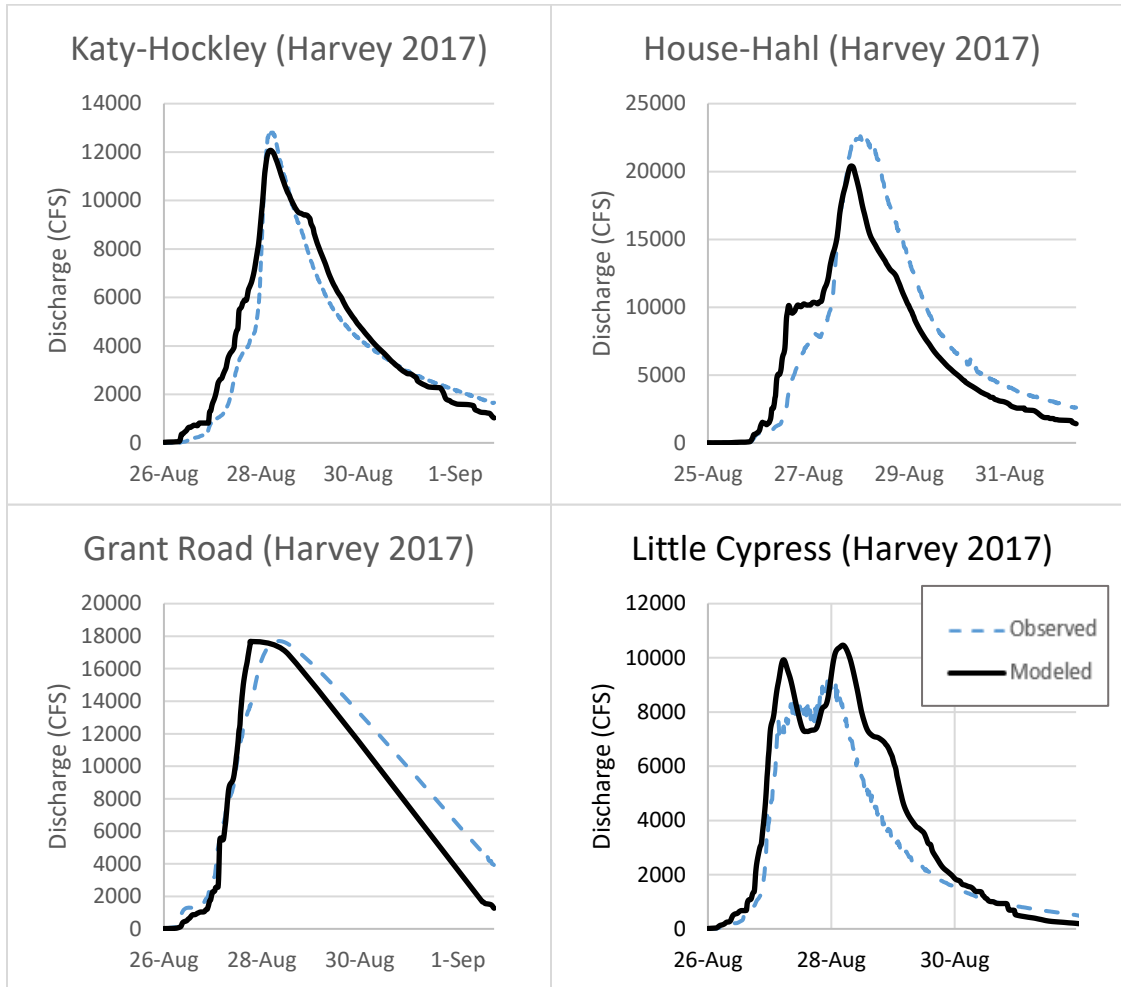 Katy-Hockley (Harvey 2017)
14000
12000
10000
8000
6000
4000
2000
0
Discharge (CFS)
26-Aug 28-Aug 30-Aug 1-Sep
House-Hahl (Harvey 2017)
25000
20000
15000
10000
5000
0
Discharge (CFS)
25-Aug 27-Aug 29-Aug 31-Aug
Grant Road (Harvey 2017)
20000
18000
16000
14000
12000
10000
8000
6000
4000
2000
0
Discharge (CFS)
26-Aug 28-Aug 30-Aug 1-Sep
Little Cypress (Harvey 2017)
12000
10000
8000
6000
4000
2000
0
Discharge (CFS)
26-Aug 28-Aug 30-Aug
Observed
Modeled